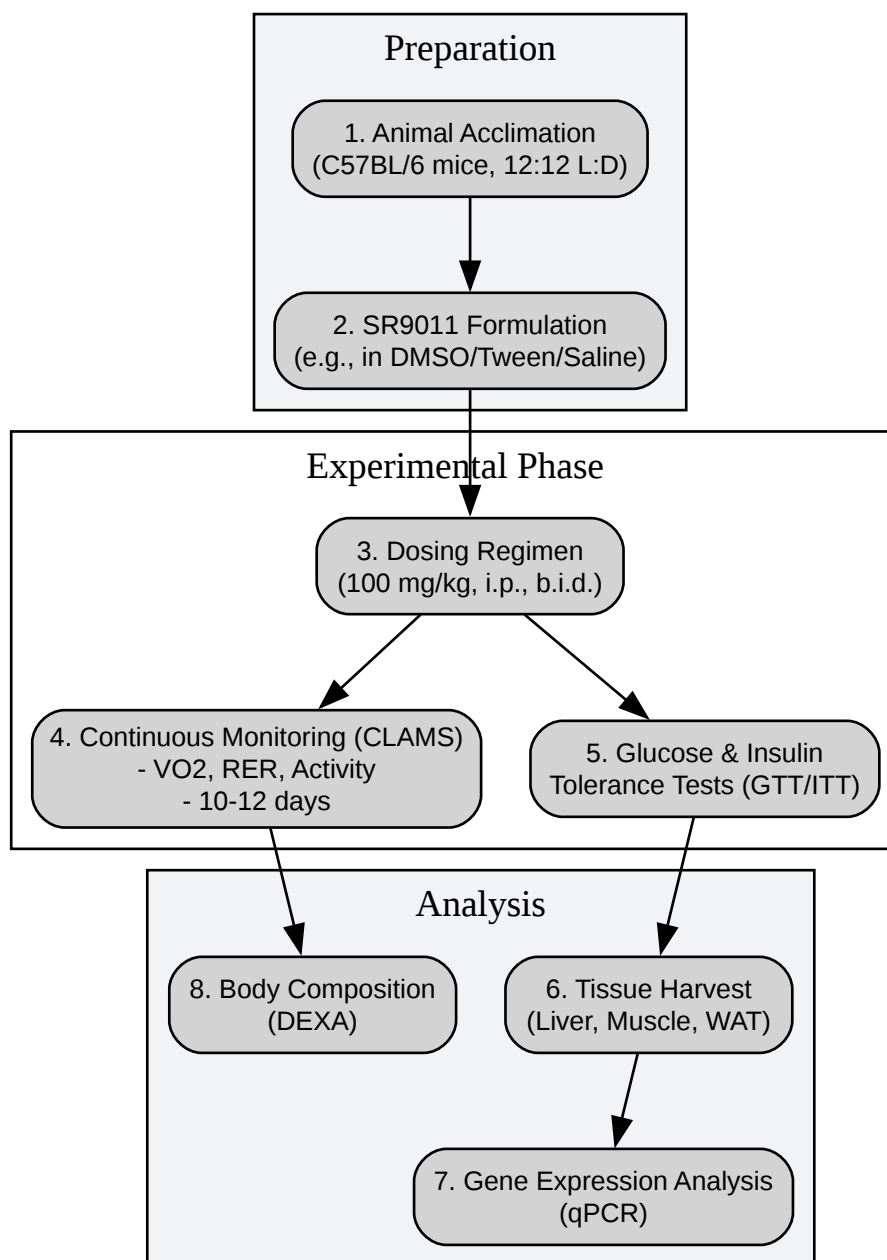 Preparation
1. Animal Acclimation
(C57BL/6 mice, 12:12 L:D)
2. SR9011 Formulation
(e.g., in DMSO/Tween/Saline)
Experimental Phase
3. Dosing Regimen
(100 mg/kg, i.p., b.i.d.)
4. Continuous Monitoring (CLAMS)
- VO2, RER, Activity
- 10-12 days
5. Glucose & Insulin
Tolerance Tests (GTT/ITT)
Analysis
8. Body Composition
(DEXA)
6. Tissue Harvest
(Liver, Muscle, WAT)
7. Gene Expression Analysis
(qPCR)